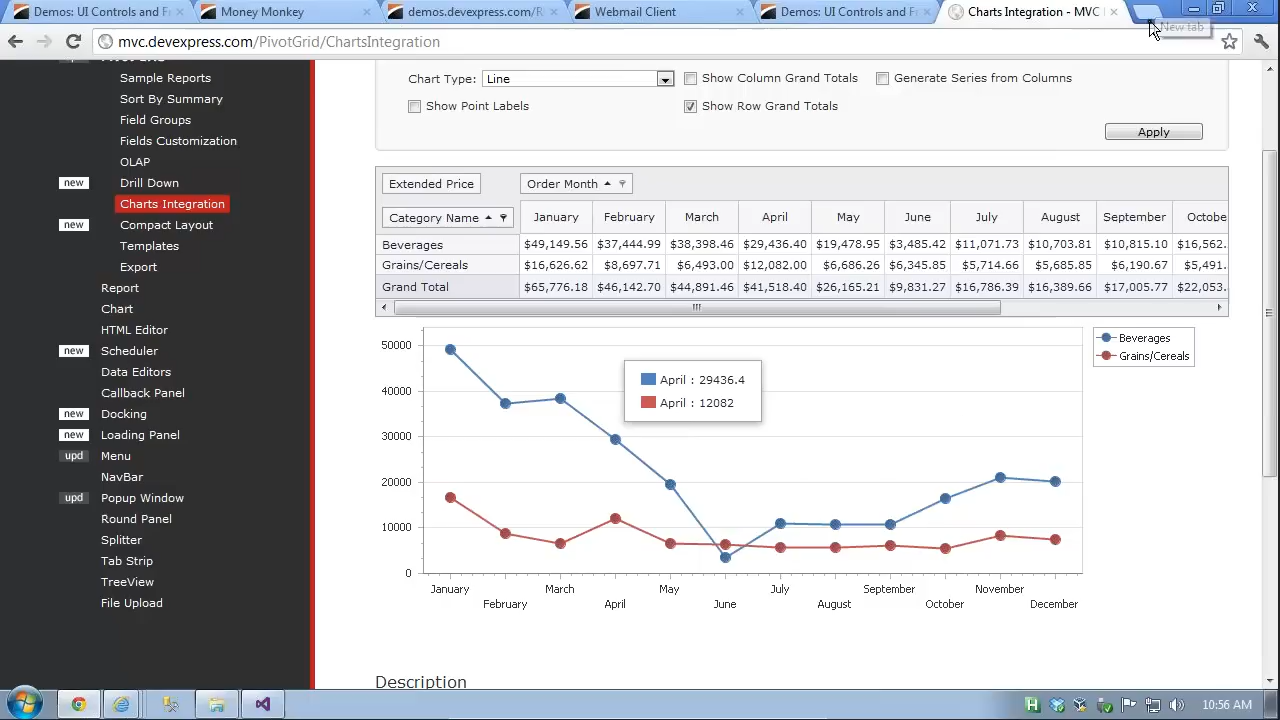 Demos: UI Controls and Fr
Money Monkey
demos.devexpress.com/R
Webmail Client
Demos: UI Controls and Fr
Charts Integration - MVC
New tab
mvc.devexpress.com/PivotGrid/ChartsIntegration
Sample Reports
Sort By Summary
Field Groups
Fields Customization
OLAP
new Drill Down
Charts Integration
new Compact Layout
Templates
Export
Report
Chart
HTML Editor
new Scheduler
Data Editors
Callback Panel
new Docking
new Loading Panel
upd Menu
NavBar
upd Popup Window
Round Panel
Splitter
Tab Strip
TreeView
File Upload
Chart Type: Line Show Column Grand Totals Generate Series from Columns
Show Point Labels Show Row Grand Totals
Apply
Extended Price Order Month
Category Name January February March April May June July August September Octobe
Beverages $49,149.56 $37,444.99 $38,398.46 $29,436.40 $19,478.95 $3,485.42 $11,071.73 $10,703.81 $10,815.10 $16,562.
Grains/Cereals $16,626.62 $8,697.71 $6,493.00 $12,082.00 $6,686.26 $6,345.85 $5,714.66 $5,685.85 $6,190.67 $5,491.
Grand Total $65,776.18 $46,142.70 $44,891.46 $41,518.40 $26,165.21 $9,831.27 $16,786.39 $16,389.66 $17,005.77 $22,053.
50000
40000
30000
20000
10000
0
April : 29436.4
April : 12082
Beverages
Grains/Cereals
January March May July September November
February April June August October December
Description
10:56 AM